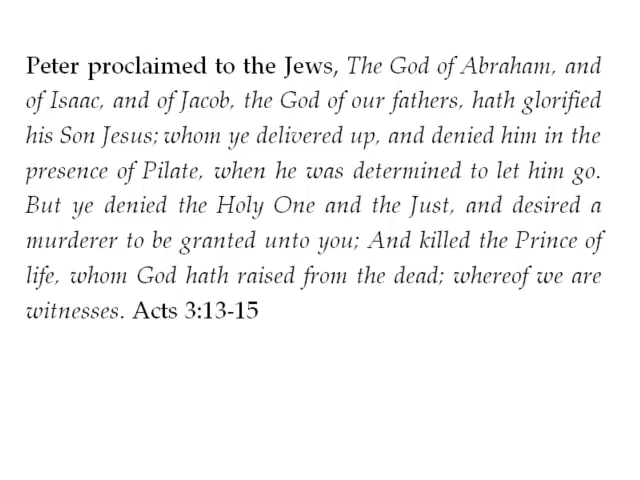 Peter proclaimed to the Jews, The God of Abraham, and
of Isaac, and of Jacob, the God of our fathers, hath glorified
his Son Jesus; whom ye delivered up, and denied him in the
presence of Pilate, when he was determined to let him go.
But ye denied the Holy One and the Just, and desired a
murderer to be granted unto you; And killed the Prince of
life, whom God hath raised from the dead; whereof we are
witnesses. Acts 3:13-15